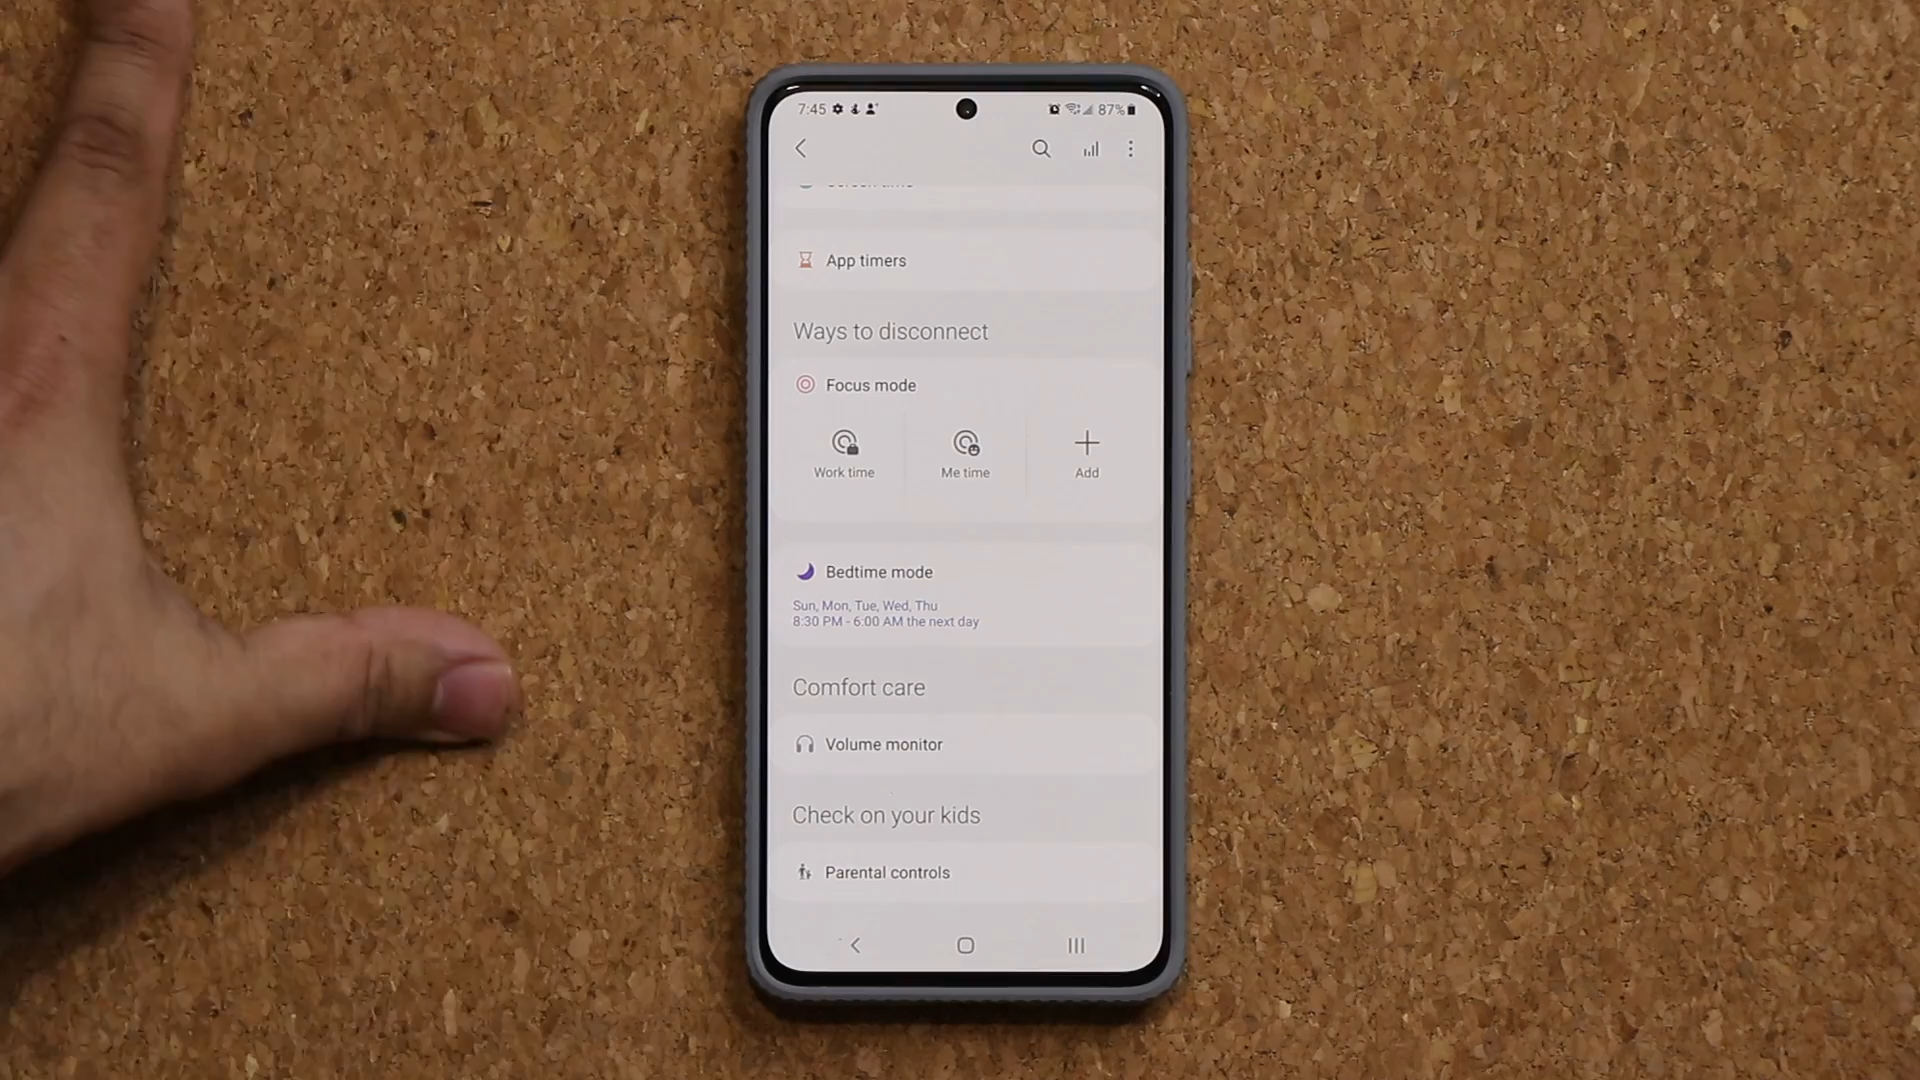 7:45 87%
App timers
Ways to disconnect
Focus mode
Work time Me time Add
Bedtime mode
Sun, Mon, Tue, Wed, Thu
8:30 PM - 6:00 AM the next day
Comfort care
Volume monitor
Check on your kids
Parental controls